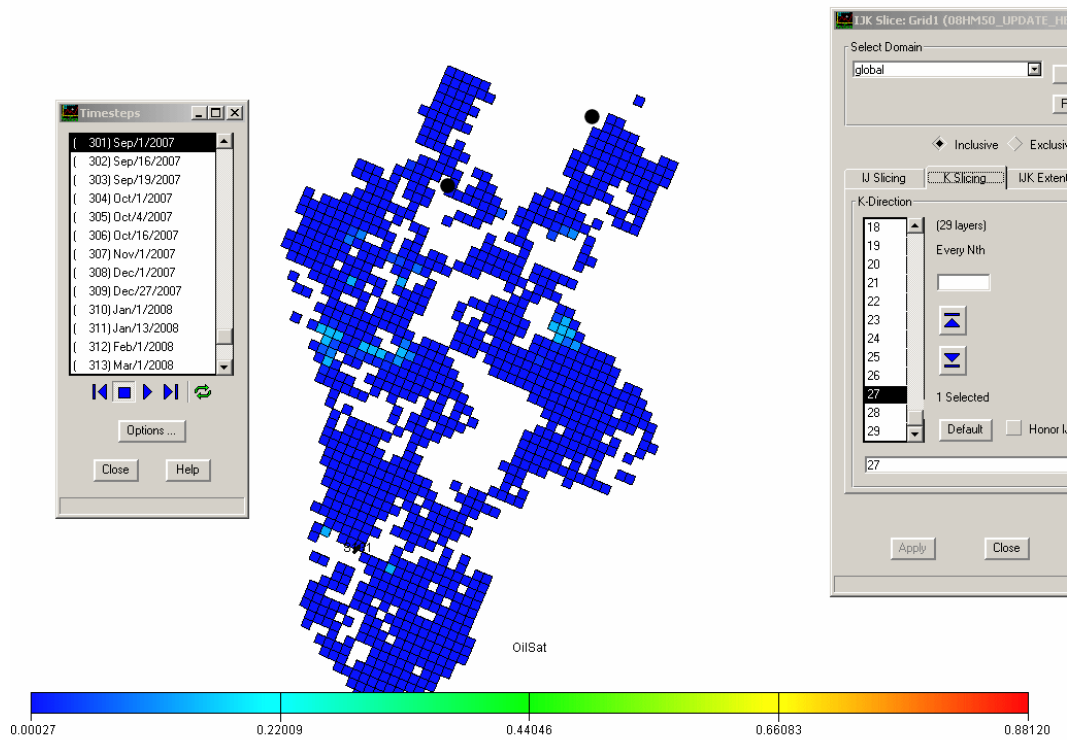 IJK Slice: Grid1 (08HM50_UPDATE_HI
Select Domain
global
Inclusive
Exclusiv
IJ Slicing
K Slicing
IJK Extent
K-Direction
18
19
20
21
22
23
24
25
26
27
28
29
(29 layers)
Every Nth
1 Selected
Default
Honor IJ
27
Apply
Close
Timesteps
( 301) Sep/1/2007
( 302) Sep/16/2007
( 303) Sep/19/2007
( 304) Oct/1/2007
( 305) Oct/4/2007
( 306) Oct/16/2007
( 307) Nov/1/2007
( 308) Dec/1/2007
( 309) Dec/27/2007
( 310) Jan/1/2008
( 311) Jan/13/2008
( 312) Feb/1/2008
( 313) Mar/1/2008
Options ...
Close
Help
OilSat
0.00027
0.22009
0.44046
0.66083
0.88120